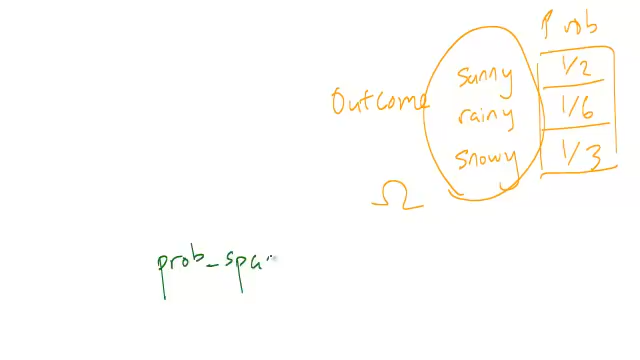 Prob
sunny 1/2
Outcome rainy 1/6
snowy 1/3
Ω
prob_spa